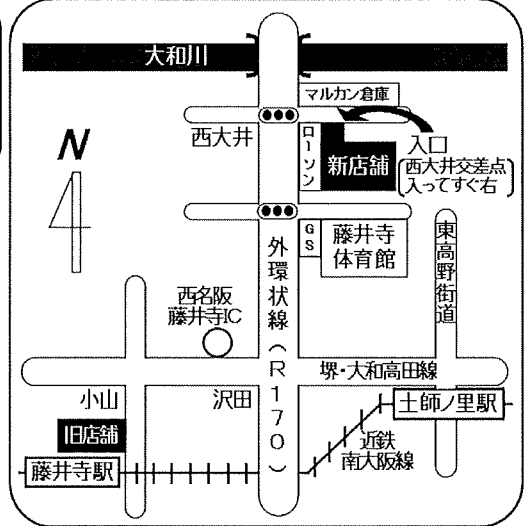 大和川
マルカン倉庫
西大井
ローソン
新店舗
入口
西大井交差点
入ってすぐ右
N
GS
藤井寺
体育館
外環状線(R170)
東高野街道
西名阪
藤井寺IC
堺・大和高田線
小山
沢田
土師ノ里駅
旧店舗
近鉄
南大阪線
藤井寺駅